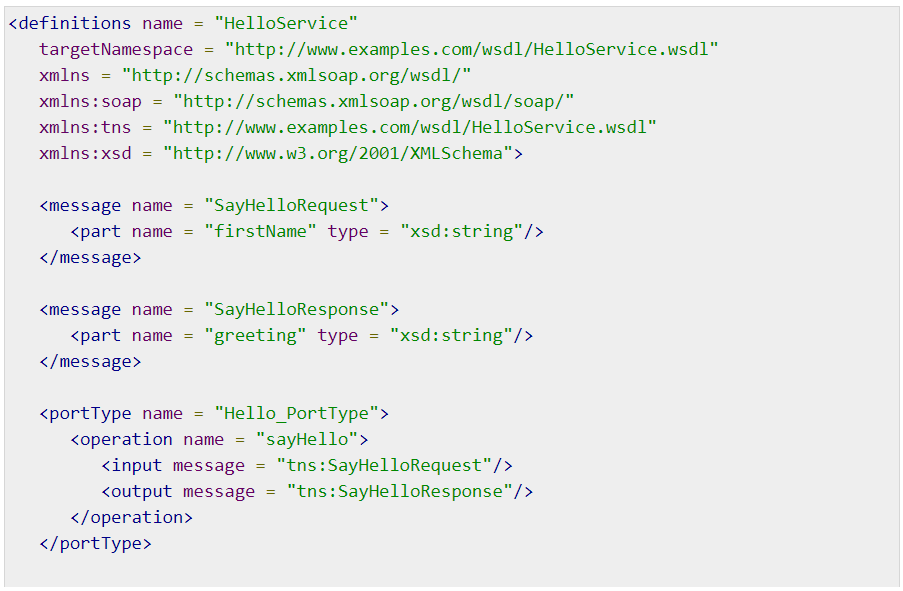 <definitions name = "HelloService"
   targetNamespace = "http://www.examples.com/wsdl/HelloService.wsdl"
   xmlns = "http://schemas.xmlsoap.org/wsdl/"
   xmlns:soap = "http://schemas.xmlsoap.org/wsdl/soap/"
   xmlns:tns = "http://www.examples.com/wsdl/HelloService.wsdl"
   xmlns:xsd = "http://www.w3.org/2001/XMLSchema">

   <message name = "SayHelloRequest">
      <part name = "firstName" type = "xsd:string"/>
   </message>

   <message name = "SayHelloResponse">
      <part name = "greeting" type = "xsd:string"/>
   </message>

   <portType name = "Hello_PortType">
      <operation name = "sayHello">
         <input message = "tns:SayHelloRequest"/>
         <output message = "tns:SayHelloResponse"/>
      </operation>
   </portType>